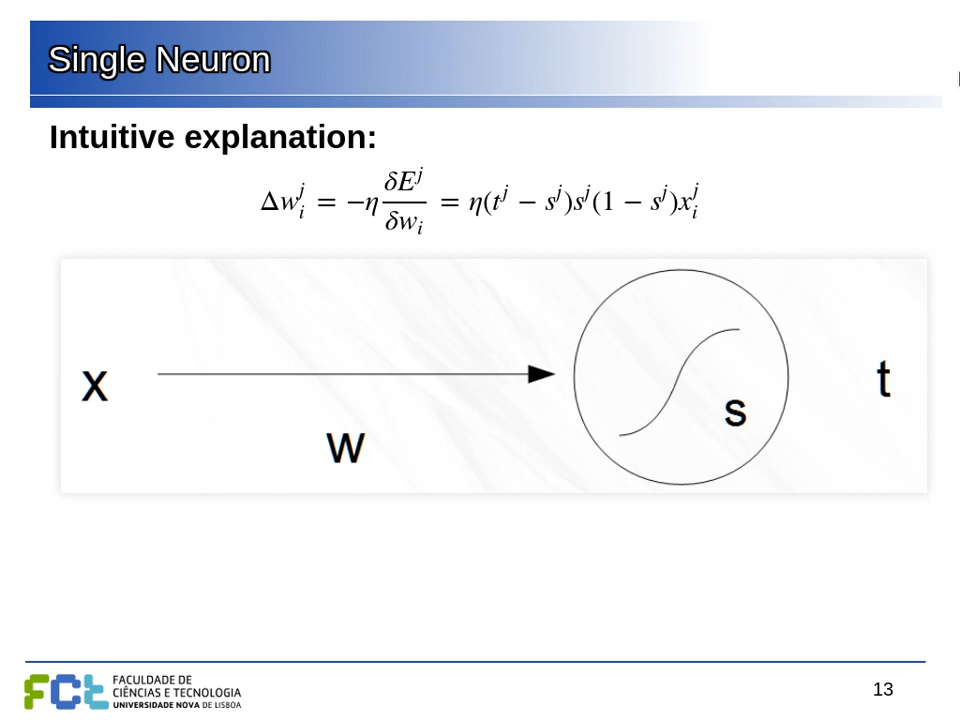 Single Neuron
Intuitive explanation:
Δw_i^j = −η δE^j/δw_i = η(t^j − s^j)s^j(1 − s^j)x_i^j
x
w
s
t
FCt
FACULDADE DE
CIÊNCIAS E TECNOLOGIA
UNIVERSIDADE NOVA DE LISBOA
13